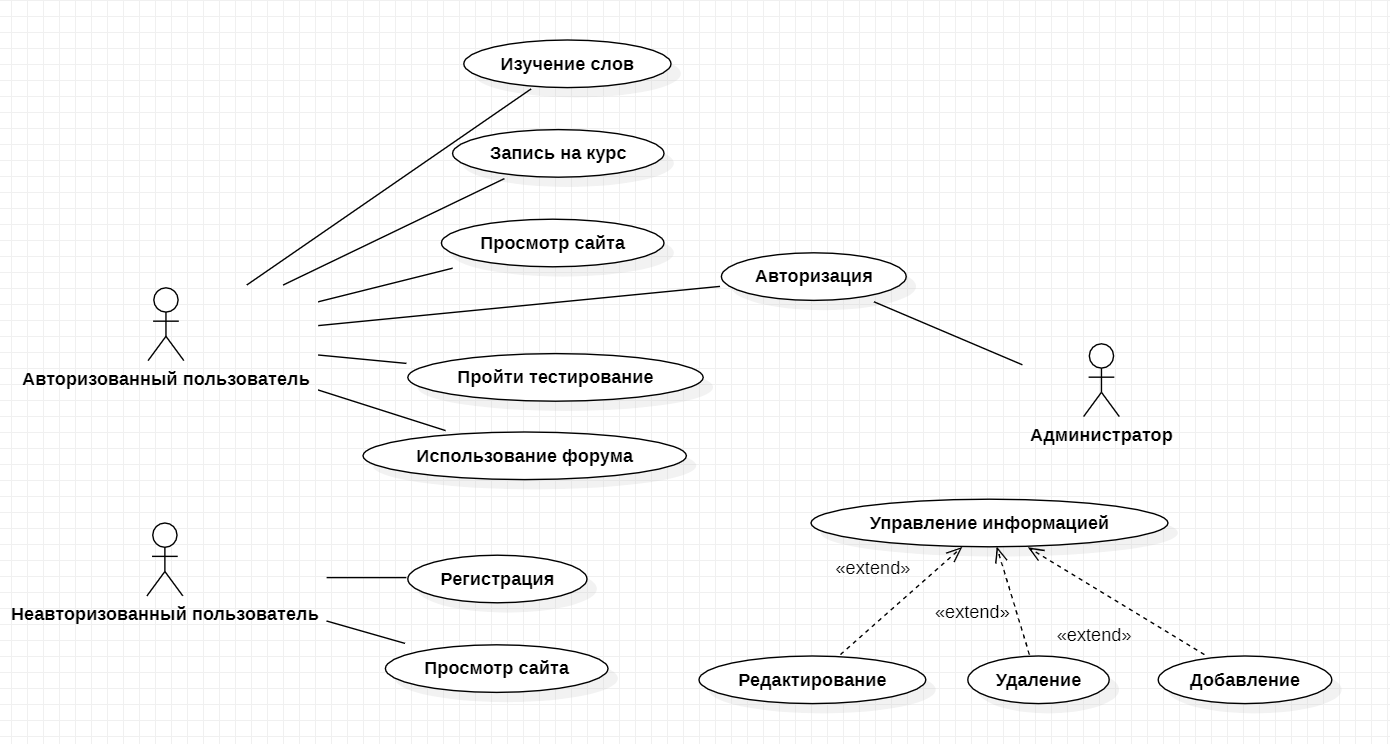 Изучение слов
Запись на курс
Просмотр сайта
Авторизация
Авторизованный пользователь
Пройти тестирование
Администратор
Использование форума
Управление информацией
«extend»
Регистрация
«extend»
Неавторизованный пользователь
«extend»
Просмотр сайта
Редактирование
Удаление
Добавление